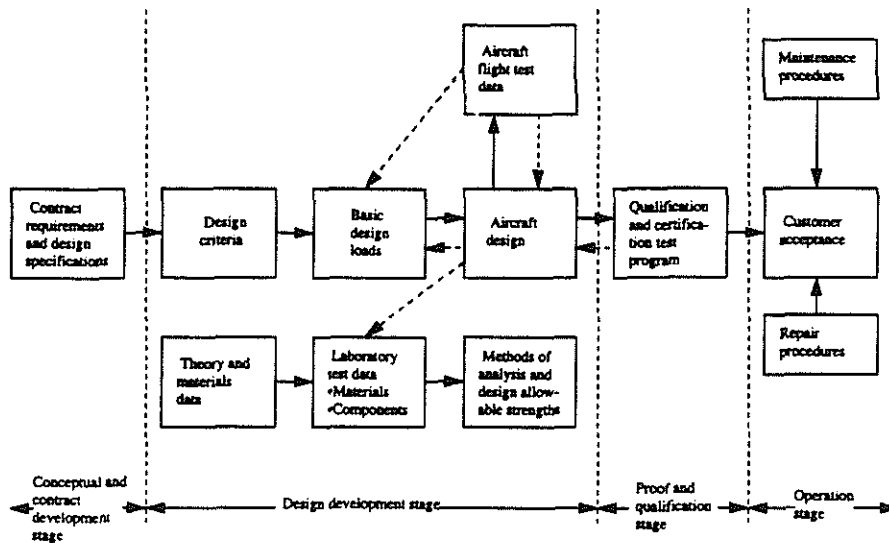 Aircraft
flight test
data
Maintenance
procedures
Contract
requirements
and design
specifications
Design
criteria
Basic
design
loads
Aircraft
design
Qualification
and certifica-
tion test
program
Customer
acceptance
Theory and
materials
data
Laboratory
test data
•Materials
•Components
Methods of
analysis and
design allow-
able strengths
Repair
procedures
Conceptual and
contract
development
stage
Design development stage
Proof and
qualification
stage
Operation
stage